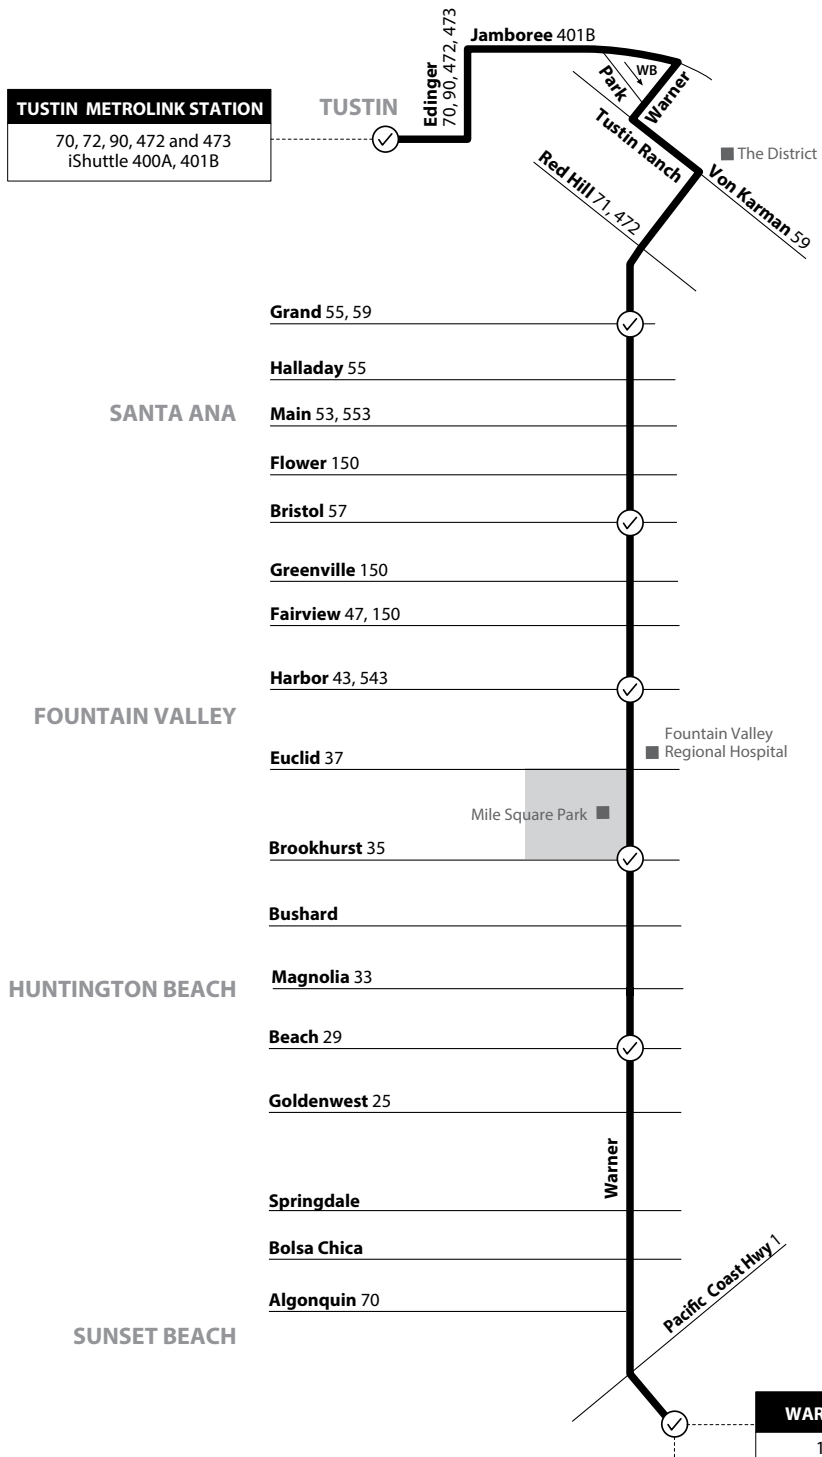 Jamboree 401B
Edinger
70, 90, 472, 473
WB
Park
Warner
TUSTIN METROLINK STATION
70, 72, 90, 472 and 473
iShuttle 400A, 401B
TUSTIN
Tustin Ranch
The District
Von Karman 59
Red Hill 71, 472
Grand 55, 59
Halladay 55
SANTA ANA
Main 53, 553
Flower 150
Bristol 57
Greenville 150
Fairview 47, 150
Harbor 43, 543
FOUNTAIN VALLEY
Fountain Valley
Regional Hospital
Euclid 37
Mile Square Park
Brookhurst 35
Bushard
HUNTINGTON BEACH
Magnolia 33
Beach 29
Goldenwest 25
Warner
Springdale
Bolsa Chica
Pacific Coast Hwy 1
Algonquin 70
SUNSET BEACH
WAR
1